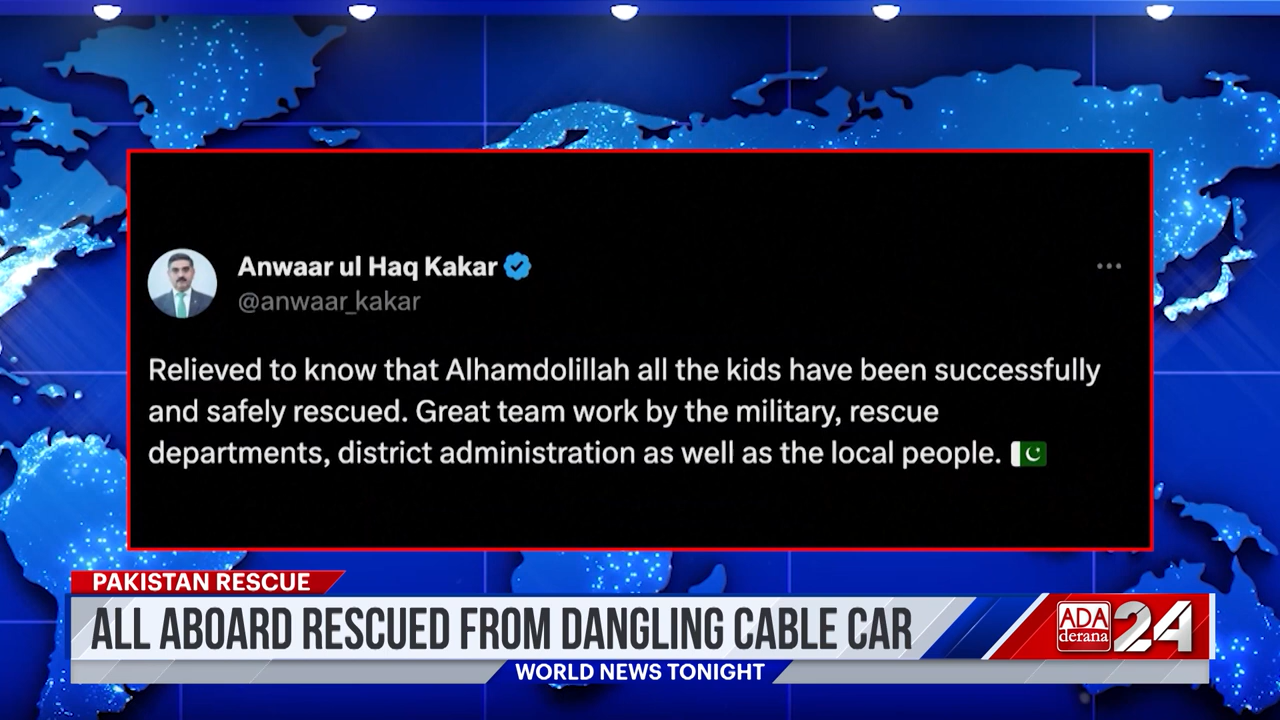 Anwaar ul Haq Kakar
@anwaar_kakar
Relieved to know that Alhamdolillah all the kids have been successfully
and safely rescued. Great team work by the military, rescue
departments, district administration as well as the local people.
PAKISTAN RESCUE
ALL ABOARD RESCUED FROM DANGLING CABLE CAR
ADA
derana
24
WORLD NEWS TONIGHT